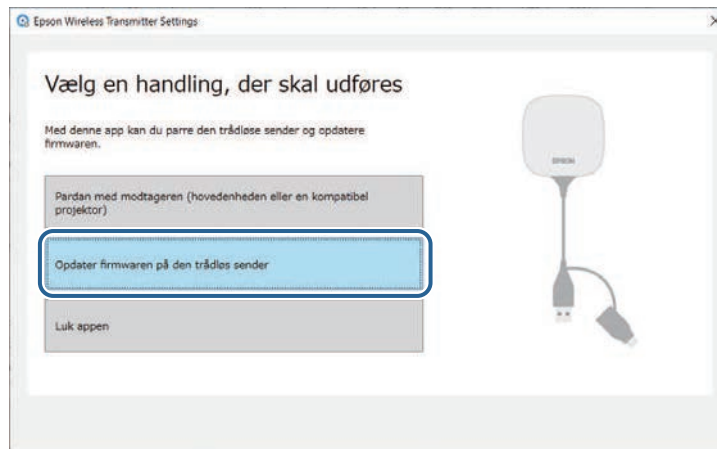 Epson Wireless Transmitter Settings
Vælg en handling, der skal udføres
Med denne app kan du parre den trådløse sender og opdatere
firmwaren.
EPSON
Pardan med modtageren (hovedenheden eller en kompatibel
projektor)
Opdater firmwaren på den trådløs sender
Luk appen